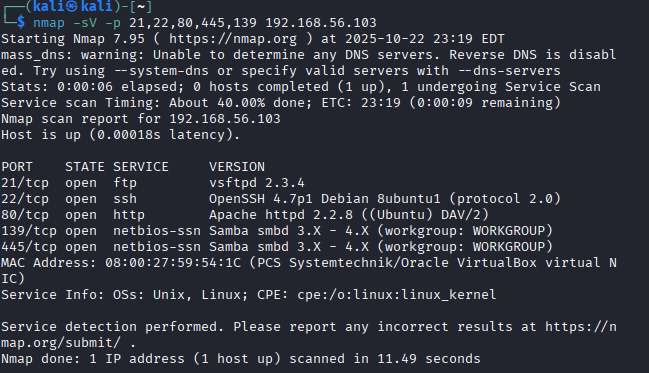 ┌──(kali㉿kali)-[~]
└─$ nmap -sV -p 21,22,80,445,139 192.168.56.103
Starting Nmap 7.95 ( https://nmap.org ) at 2025-10-22 23:19 EDT
mass_dns: warning: Unable to determine any DNS servers. Reverse DNS is disabl
ed. Try using --system-dns or specify valid servers with --dns-servers
Stats: 0:00:06 elapsed; 0 hosts completed (1 up), 1 undergoing Service Scan
Service scan Timing: About 40.00% done; ETC: 23:19 (0:00:09 remaining)
Nmap scan report for 192.168.56.103
Host is up (0.00018s latency).

PORT    STATE SERVICE     VERSION
21/tcp  open  ftp         vsftpd 2.3.4
22/tcp  open  ssh         OpenSSH 4.7p1 Debian 8ubuntu1 (protocol 2.0)
80/tcp  open  http        Apache httpd 2.2.8 ((Ubuntu) DAV/2)
139/tcp open  netbios-ssn Samba smbd 3.X - 4.X (workgroup: WORKGROUP)
445/tcp open  netbios-ssn Samba smbd 3.X - 4.X (workgroup: WORKGROUP)
MAC Address: 08:00:27:59:54:1C (PCS Systemtechnik/Oracle VirtualBox virtual N
IC)
Service Info: OSs: Unix, Linux; CPE: cpe:/o:linux:linux_kernel

Service detection performed. Please report any incorrect results at https://n
map.org/submit/ .
Nmap done: 1 IP address (1 host up) scanned in 11.49 seconds